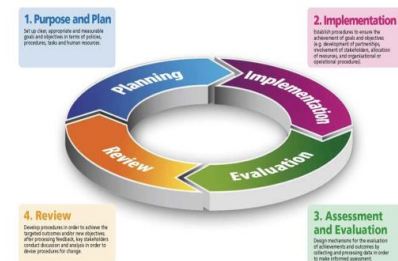 1. Purpose and Plan
Set up clear, appropriate and measurable
goals and objectives in terms of policies,
procedures, tasks and human resources.
2. Implementation
Establish procedures to ensure the
achievement of goals and objectives
(e.g. development of partnerships,
involvement of stakeholders, allocation
of resources, and organisational or
operational procedures).
Planning
Implementation
Review
Evaluation
4. Review
Develop procedures in order to achieve the
targeted outcomes and/or new objectives;
after processing feedback, key stakeholders
conduct discussion and analysis in order to
devise procedures for change.
3. Assessment
and Evaluation
Design mechanisms for the evaluation
of achievements and outcomes by
collecting and processing data in order
to make informed assessment.